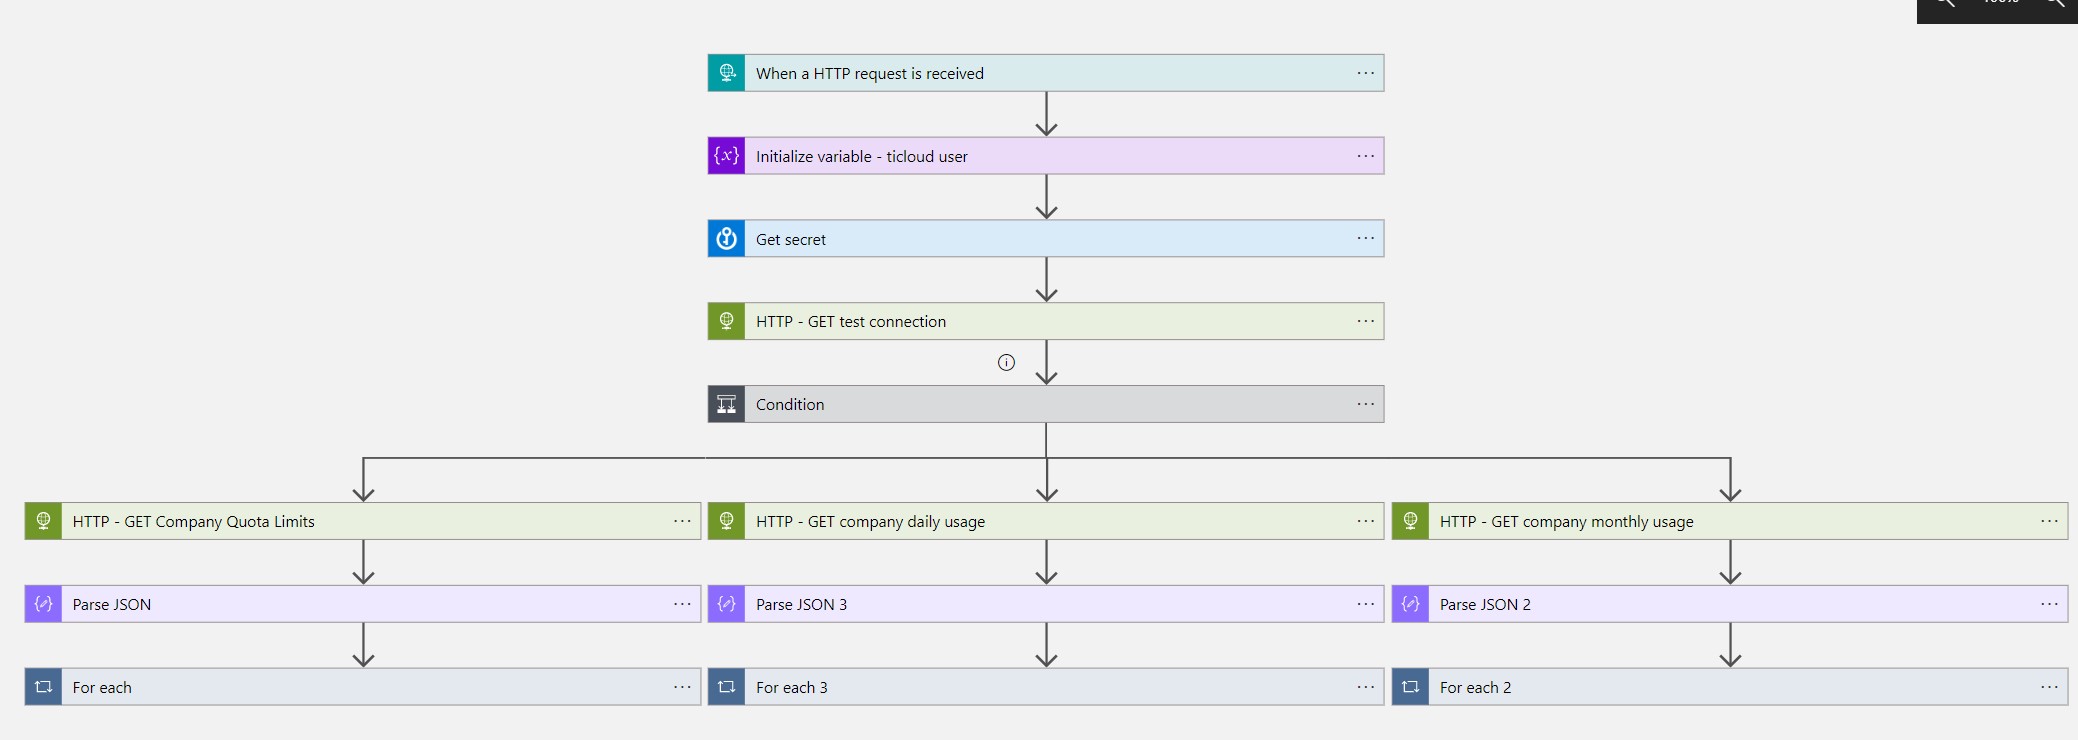 When a HTTP request is received
Initialize variable - ticloud user
Get secret
HTTP - GET test connection
Condition
HTTP - GET Company Quota Limits
HTTP - GET company daily usage
HTTP - GET company monthly usage
Parse JSON
Parse JSON 3
Parse JSON 2
For each
For each 3
For each 2